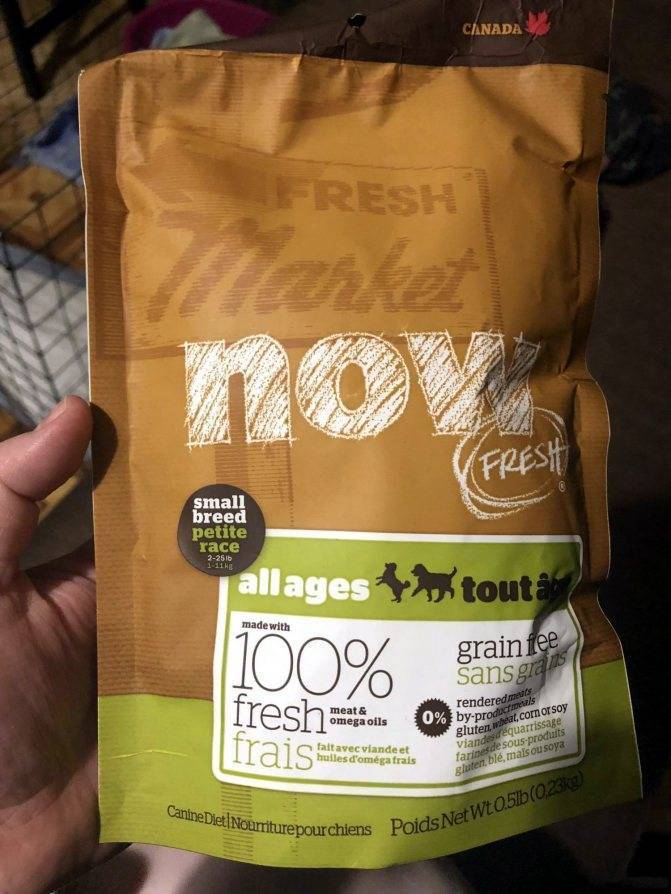 CANADA
FRESH
Market
now
FRESH
small
breed
petite
race
2-25 lb
1-11 kg
all ages tout
made with
100%
fresh meat &
omega oils
frais fait avec viande et
huiles d'oméga frais
grain free
sans grains
0%
rendered meats
by-product meals
gluten, wheat, corn or soy
viandes d'équarrissage
farines de sous-produits
gluten, blé, maïs ou soya
Canine Diet | Nourriture pour chiens
Poids Net Wt. 0.5lb (0,23kg)